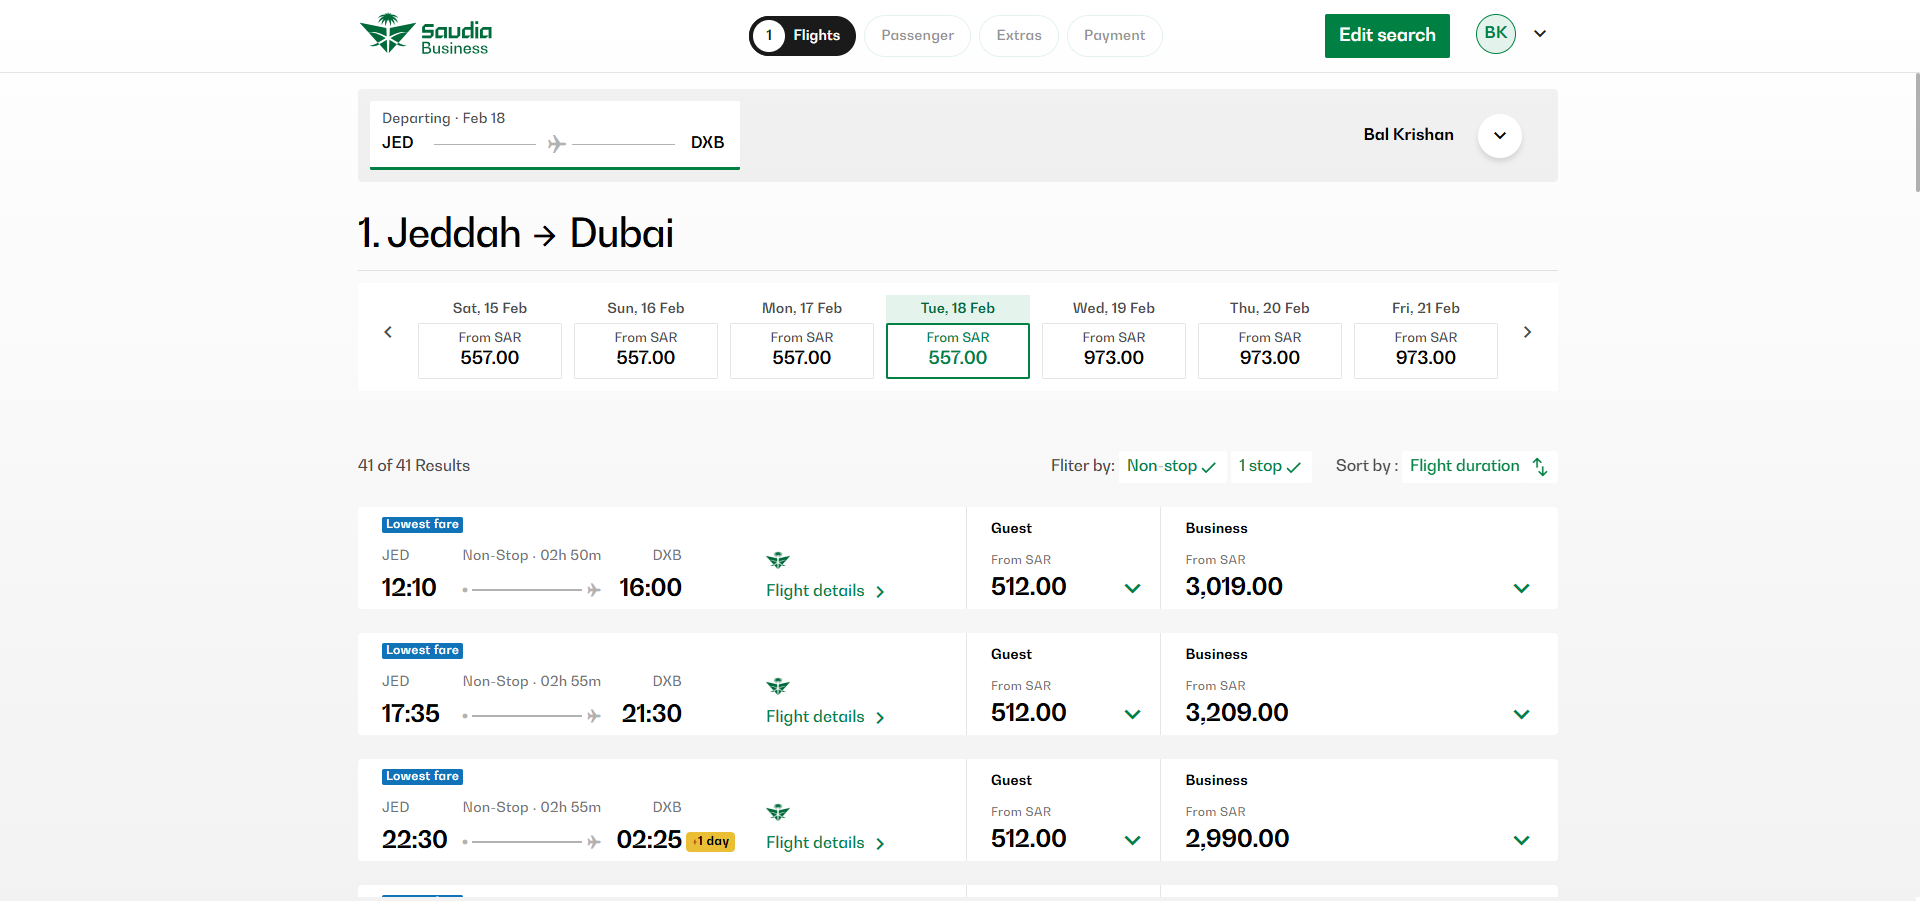 Saudia
Business
1 Flights Passenger Extras Payment
Edit search
BK
Departing · Feb 18
JED DXB
Bal Krishan
1. Jeddah → Dubai
Sat, 15 Feb Sun, 16 Feb Mon, 17 Feb Tue, 18 Feb Wed, 19 Feb Thu, 20 Feb Fri, 21 Feb
From SAR From SAR From SAR From SAR From SAR From SAR From SAR
557.00 557.00 557.00 557.00 973.00 973.00 973.00
41 of 41 Results
Fliter by: Non-stop 1 stop Sort by : Flight duration
Lowest fare
Guest Business
JED Non-Stop · 02h 50m DXB From SAR From SAR
12:10 16:00 Flight details 512.00 3,019.00
Lowest fare
Guest Business
JED Non-Stop · 02h 55m DXB From SAR From SAR
17:35 21:30 Flight details 512.00 3,209.00
Lowest fare
Guest Business
JED Non-Stop · 02h 55m DXB From SAR From SAR
22:30 02:25 +1 day Flight details 512.00 2,990.00